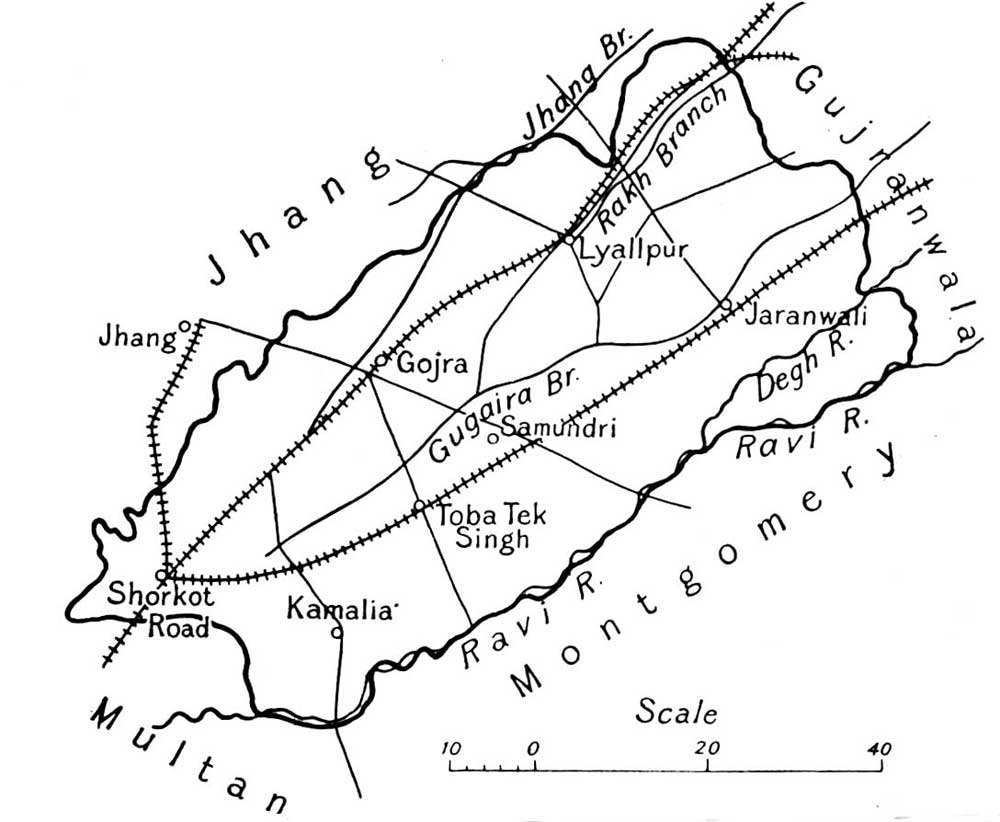 Jhang Br.
Gujranwala
Jhang
Rakh Branch
Lyallpur
Jhang
Jaranwali
Gojra
Degh R.
Gugaira Br.
Samundri
Ravi R.
Toba Tek
Singh
Shorkot
Road
Kamalia
Ravi R.
Montgomery
Multan
Scale
10 0 20 40